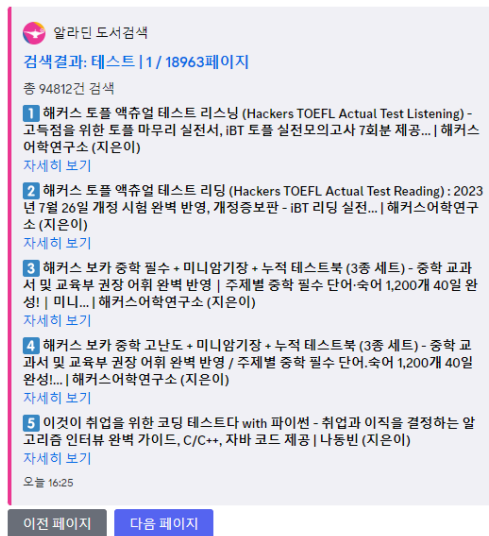 알라딘 도서검색
검색결과: 테스트 | 1 / 18963페이지
총 94812건 검색
1 해커스 토플 액츄얼 테스트 리스닝 (Hackers TOEFL Actual Test Listening) -
고득점을 위한 토플 마무리 실전서, iBT 토플 실전모의고사 7회분 제공... | 해커스
어학연구소 (지은이)
자세히 보기
2 해커스 토플 액츄얼 테스트 리딩 (Hackers TOEFL Actual Test Reading) : 2023
년 7월 26일 개정 시험 완벽 반영, 개정증보판 - iBT 리딩 실전... | 해커스어학연구
소 (지은이)
자세히 보기
3 해커스 보카 중학 필수 + 미니암기장 + 누적 테스트북 (3종 세트) - 중학 교과
서 및 교육부 권장 어휘 완벽 반영 | 주제별 중학 필수 단어·숙어 1,200개 40일 완
성! | 미니... | 해커스어학연구소 (지은이)
자세히 보기
4 해커스 보카 중학 고난도 + 미니암기장 + 누적 테스트북 (3종 세트) - 중학 교
과서 및 교육부 권장 어휘 완벽 반영 / 주제별 중학 필수 단어.숙어 1,200개 40일
완성!... | 해커스어학연구소 (지은이)
자세히 보기
5 이것이 취업을 위한 코딩 테스트다 with 파이썬 - 취업과 이직을 결정하는 알
고리즘 인터뷰 완벽 가이드, C/C++, 자바 코드 제공 | 나동빈 (지은이)
자세히 보기
오늘 16:25
이전 페이지
다음 페이지